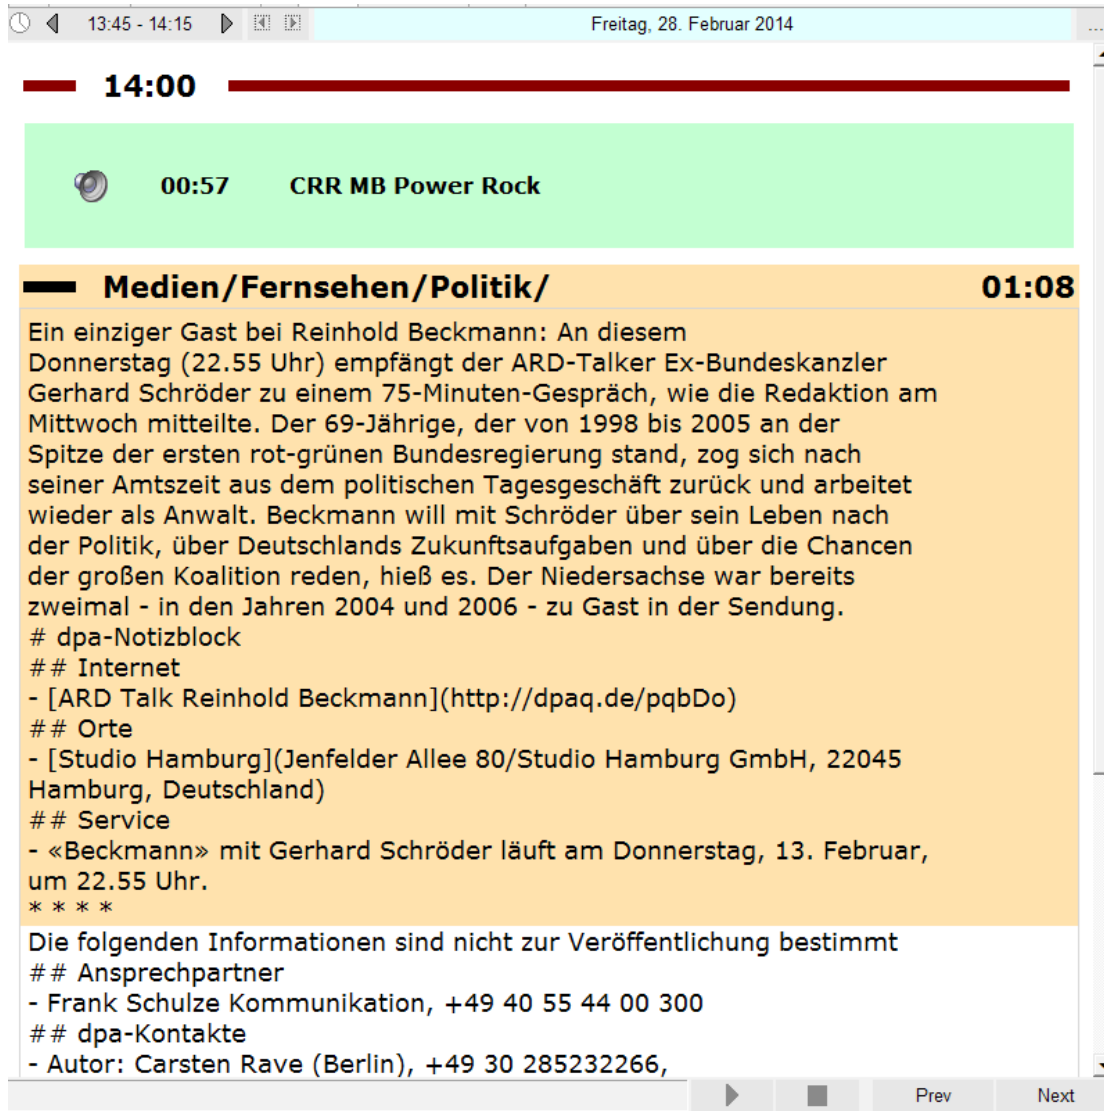 13:45 - 14:15
Freitag, 28. Februar 2014
...
14:00
00:57 CRR MB Power Rock
Medien/Fernsehen/Politik/ 01:08
Ein einziger Gast bei Reinhold Beckmann: An diesem
Donnerstag (22.55 Uhr) empfängt der ARD-Talker Ex-Bundeskanzler
Gerhard Schröder zu einem 75-Minuten-Gespräch, wie die Redaktion am
Mittwoch mitteilte. Der 69-Jährige, der von 1998 bis 2005 an der
Spitze der ersten rot-grünen Bundesregierung stand, zog sich nach
seiner Amtszeit aus dem politischen Tagesgeschäft zurück und arbeitet
wieder als Anwalt. Beckmann will mit Schröder über sein Leben nach
der Politik, über Deutschlands Zukunftsaufgaben und über die Chancen
der großen Koalition reden, hieß es. Der Niedersachse war bereits
zweimal - in den Jahren 2004 und 2006 - zu Gast in der Sendung.
# dpa-Notizblock
## Internet
- [ARD Talk Reinhold Beckmann](http://dpaq.de/pqbDo)
## Orte
- [Studio Hamburg](Jenfelder Allee 80/Studio Hamburg GmbH, 22045
Hamburg, Deutschland)
## Service
- «Beckmann» mit Gerhard Schröder läuft am Donnerstag, 13. Februar,
um 22.55 Uhr.
* * * *
Die folgenden Informationen sind nicht zur Veröffentlichung bestimmt
## Ansprechpartner
- Frank Schulze Kommunikation, +49 40 55 44 00 300
## dpa-Kontakte
- Autor: Carsten Rave (Berlin), +49 30 285232266,
Prev Next